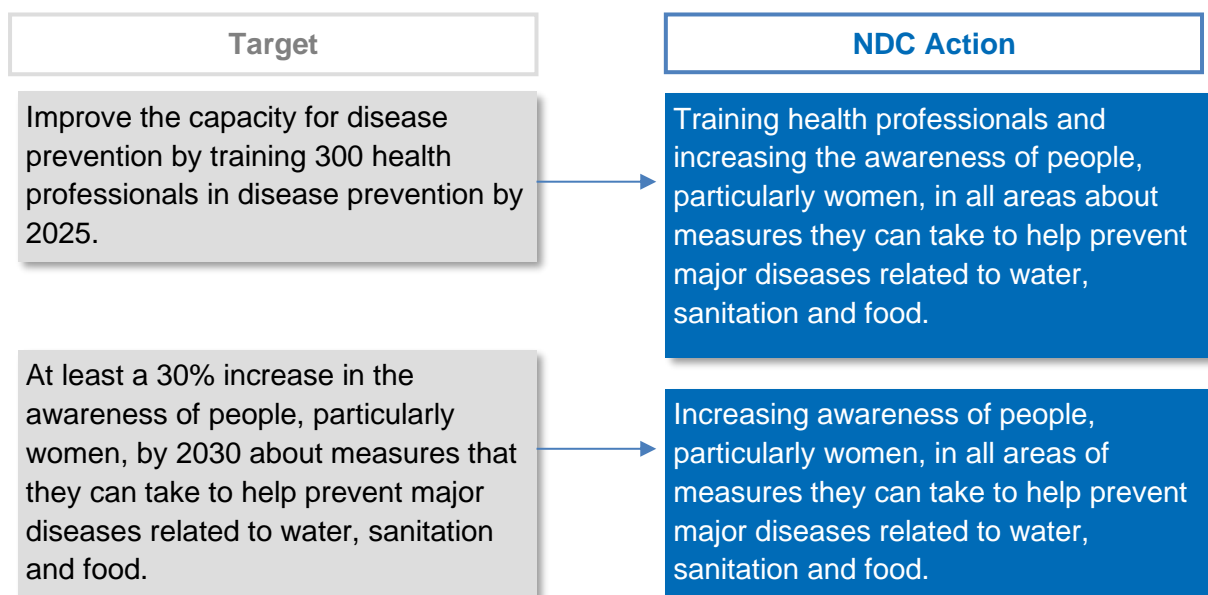 Target
NDC Action
Improve the capacity for disease
prevention by training 300 health
professionals in disease prevention by
2025.
Training health professionals and
increasing the awareness of people,
particularly women, in all areas about
measures they can take to help prevent
major diseases related to water,
sanitation and food.
At least a 30% increase in the
awareness of people, particularly
women, by 2030 about measures that
they can take to help prevent major
diseases related to water, sanitation
and food.
Increasing awareness of people,
particularly women, in all areas of
measures they can take to help prevent
major diseases related to water,
sanitation and food.